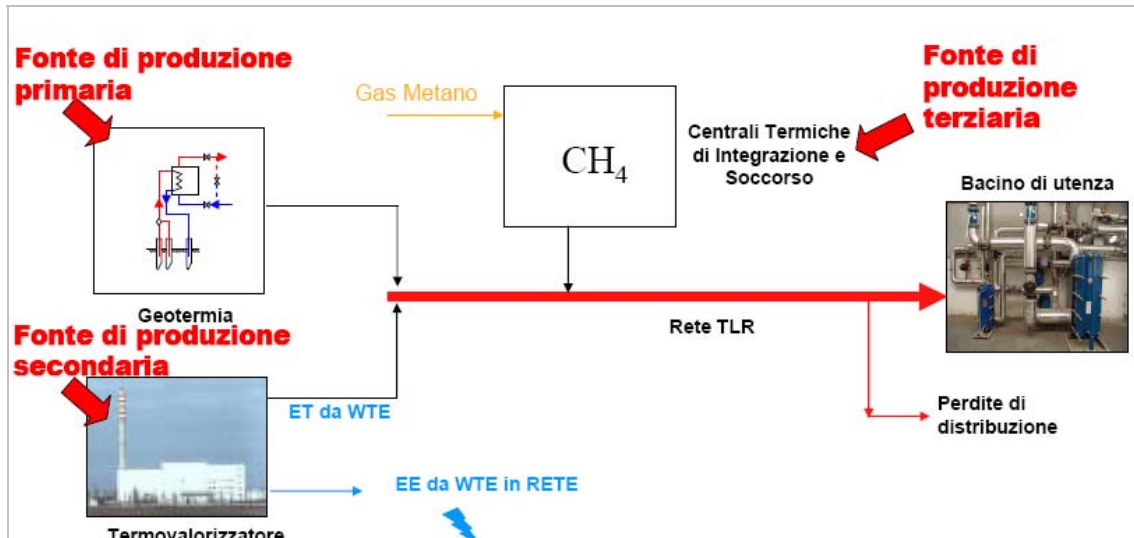 Fonte di produzione
primaria
Gas Metano
CH4
Fonte di
produzione
terziaria
Centrali Termiche
di Integrazione e
Soccorso
Bacino di utenza
Geotermia
Rete TLR
Fonte di produzione
secondaria
ET da WTE
Perdite di
distribuzione
EE da WTE in RETE
Termovalorizzatore